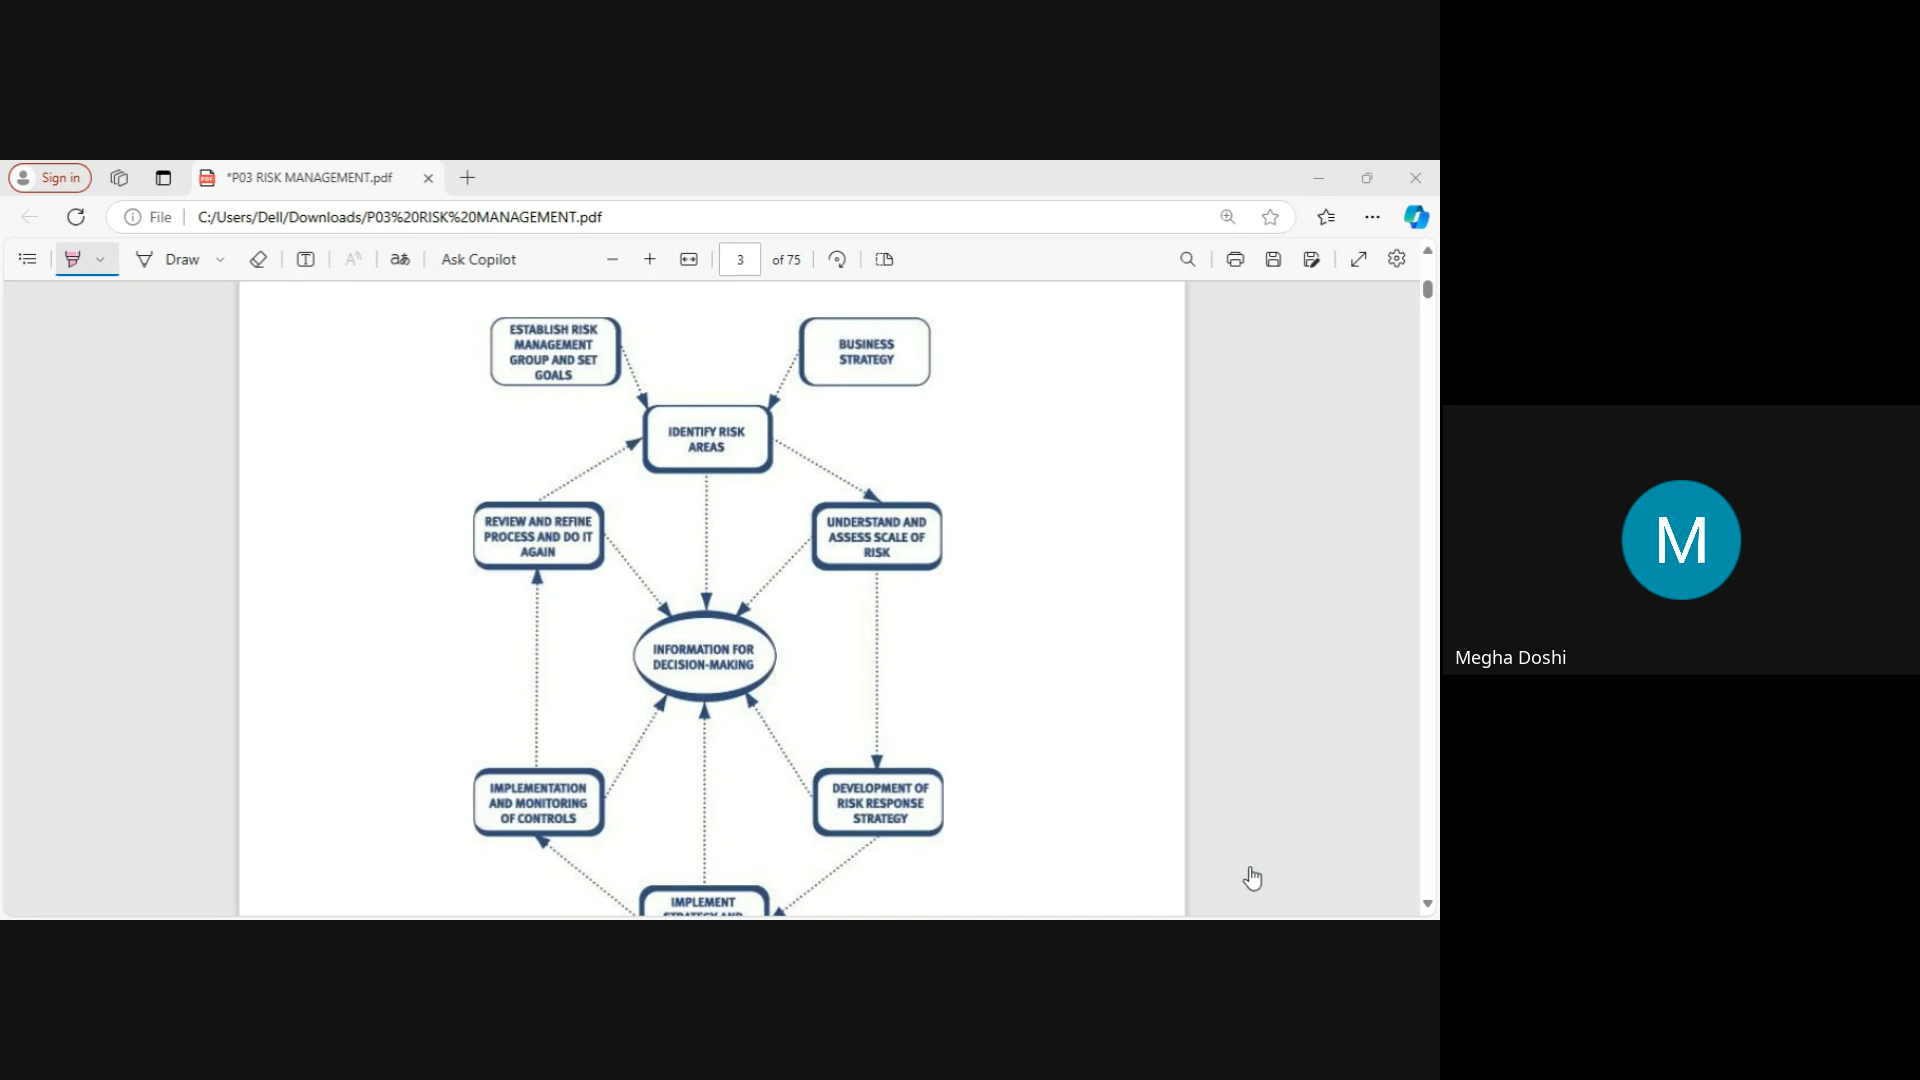 Sign in
*P03 RISK MANAGEMENT.pdf
File
C:/Users/Dell/Downloads/P03%20RISK%20MANAGEMENT.pdf
Draw
Ask Copilot
3
of 75
ESTABLISH RISK
MANAGEMENT
GROUP AND SET
GOALS
BUSINESS
STRATEGY
IDENTIFY RISK
AREAS
REVIEW AND REFINE
PROCESS AND DO IT
AGAIN
UNDERSTAND AND
ASSESS SCALE OF
RISK
INFORMATION FOR
DECISION-MAKING
IMPLEMENTATION
AND MONITORING
OF CONTROLS
DEVELOPMENT OF
RISK RESPONSE
STRATEGY
IMPLEMENT
STRATEGY AND
M
Megha Doshi